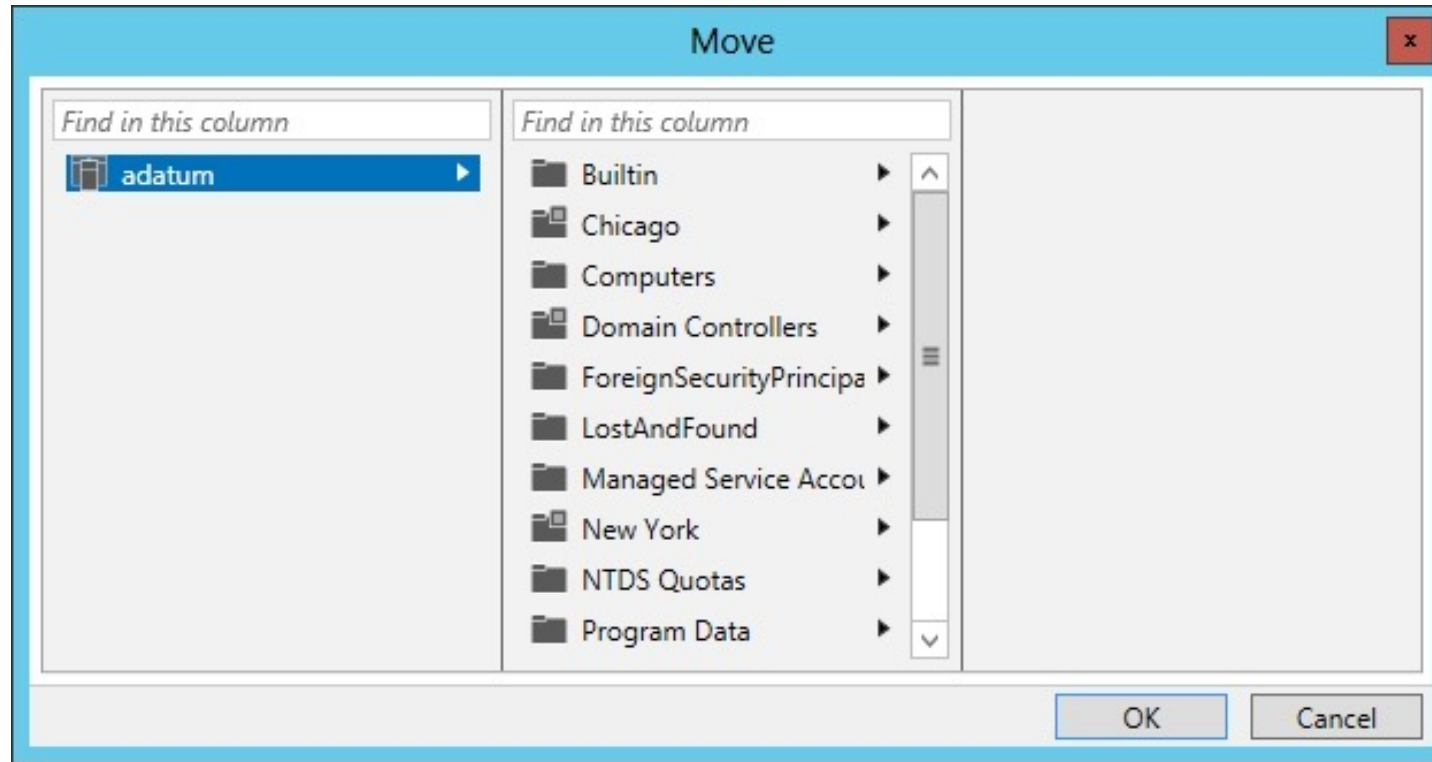 Move
x
Find in this column
Find in this column
adatum
Builtin
Chicago
Computers
Domain Controllers
ForeignSecurityPrincipa
LostAndFound
Managed Service Accou
New York
NTDS Quotas
Program Data
OK
Cancel